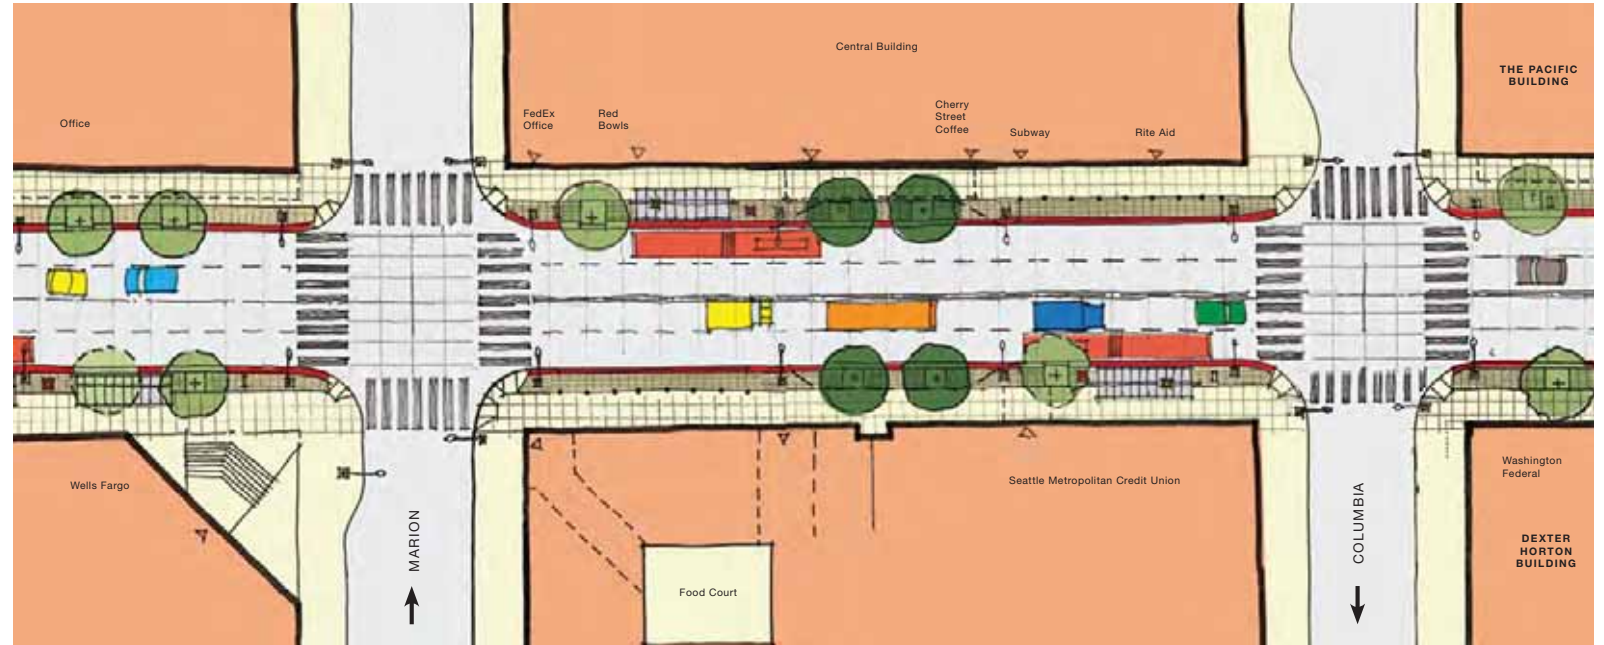 Central Building
THE PACIFIC
BUILDING
Office
FedEx
Office
Red
Bowls
Cherry
Street
Coffee
Subway
Rite Aid
Wells Fargo
MARION
Food Court
Seattle Metropolitan Credit Union
COLUMBIA
Washington
Federal
DEXTER
HORTON
BUILDING